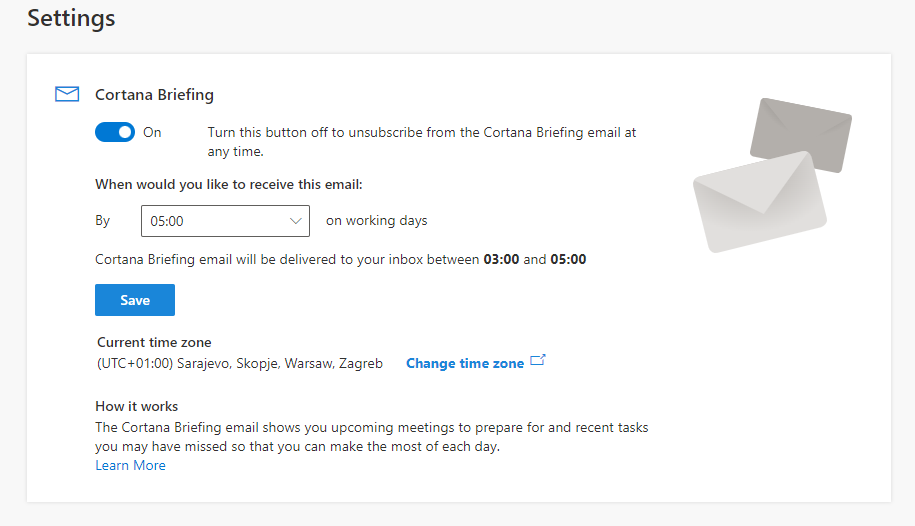 Settings
Cortana Briefing
On
Turn this button off to unsubscribe from the Cortana Briefing email at
any time.
When would you like to receive this email:
By 05:00 on working days
Cortana Briefing email will be delivered to your inbox between 03:00 and 05:00
Save
Current time zone
(UTC+01:00) Sarajevo, Skopje, Warsaw, Zagreb Change time zone
How it works
The Cortana Briefing email shows you upcoming meetings to prepare for and recent tasks
you may have missed so that you can make the most of each day.
Learn More